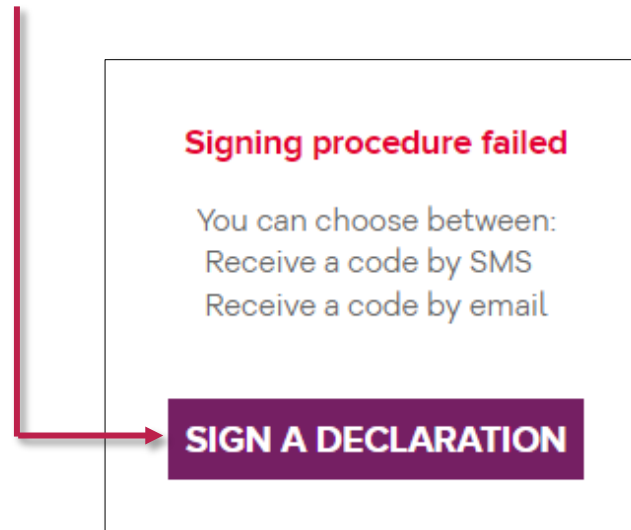 Signing procedure failed
You can choose between:
Receive a code by SMS
Receive a code by email
SIGN A DECLARATION